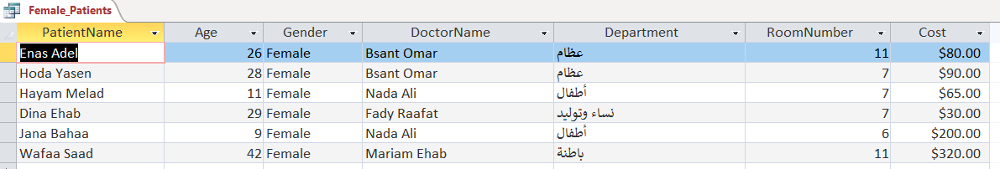 Female_Patients
PatientName Age Gender DoctorName Department RoomNumber Cost
Enas Adel 26 Female Bsant Omar عظام 11 $80.00
Hoda Yasen 28 Female Bsant Omar عظام 7 $90.00
Hayam Melad 11 Female Nada Ali أطفال 7 $65.00
Dina Ehab 29 Female Fady Raafat نساء وتوليد 7 $30.00
Jana Bahaa 9 Female Nada Ali أطفال 6 $200.00
Wafaa Saad 42 Female Mariam Ehab باطنة 11 $320.00